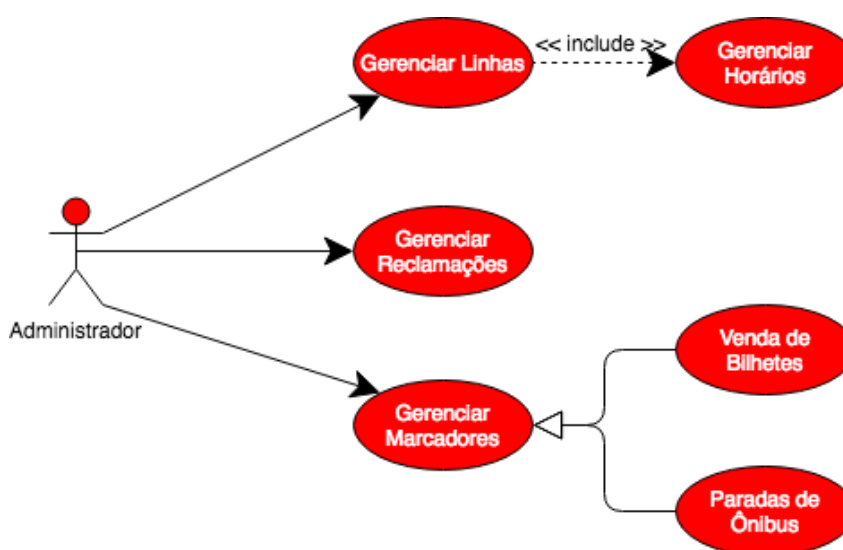 Gerenciar Linhas
<< include >>
Gerenciar
Horários
Gerenciar
Reclamações
Administrador
Venda de
Bilhetes
Gerenciar
Marcadores
Paradas de
Ônibus